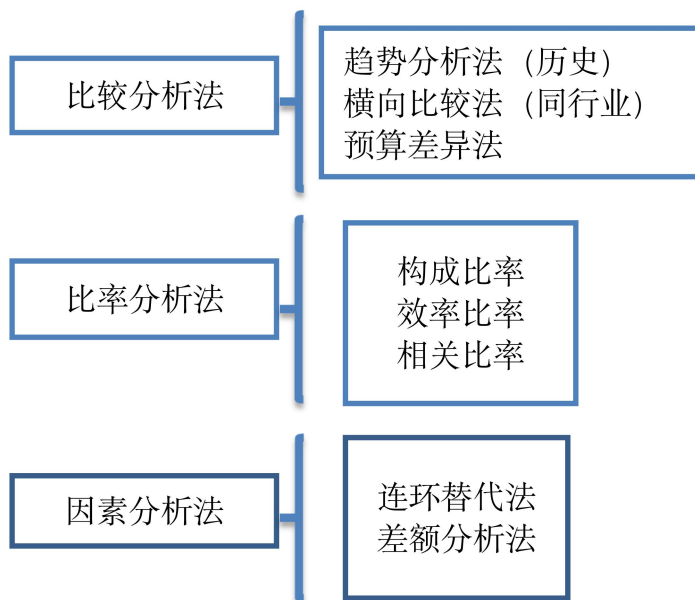 比较分析法
趋势分析法（历史）
横向比较法（同行业）
预算差异法
比率分析法
构成比率
效率比率
相关比率
因素分析法
连环替代法
差额分析法